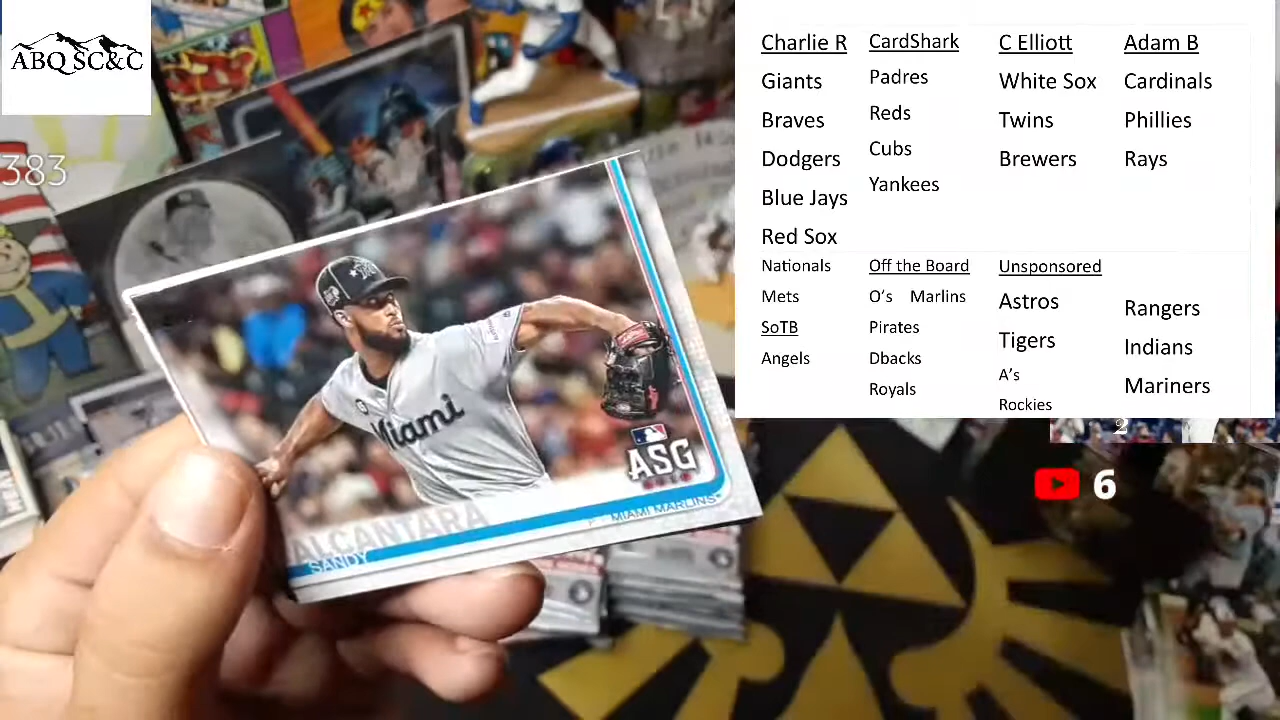 ABQ SC&C
383
Miami
ASG
ALCANTARA
SANDY
MIAMI MARLINS
Charlie R
Giants
Braves
Dodgers
Blue Jays
Red Sox
Nationals
Mets
SoTB
Angels
CardShark
Padres
Reds
Cubs
Yankees
Off the Board
O's Marlins
Pirates
Dbacks
Royals
C Elliott
White Sox
Twins
Brewers
Unsponsored
Astros
Tigers
A's
Rockies
Adam B
Cardinals
Phillies
Rays
Rangers
Indians
Mariners
2
6